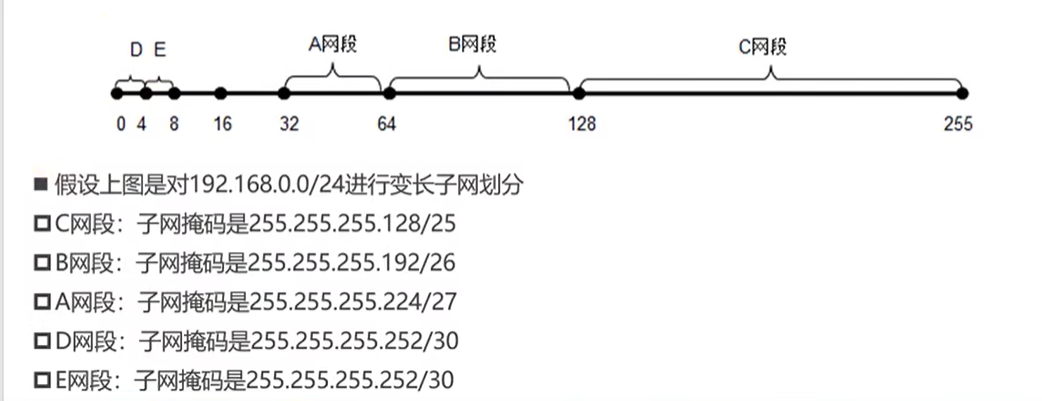 D E A网段 B网段 C网段
0 4 8 16 32 64 128 255
■ 假设上图是对192.168.0.0/24进行变长子网划分
C网段：子网掩码是255.255.255.128/25
B网段：子网掩码是255.255.255.192/26
A网段：子网掩码是255.255.255.224/27
D网段：子网掩码是255.255.255.252/30
E网段：子网掩码是255.255.255.252/30